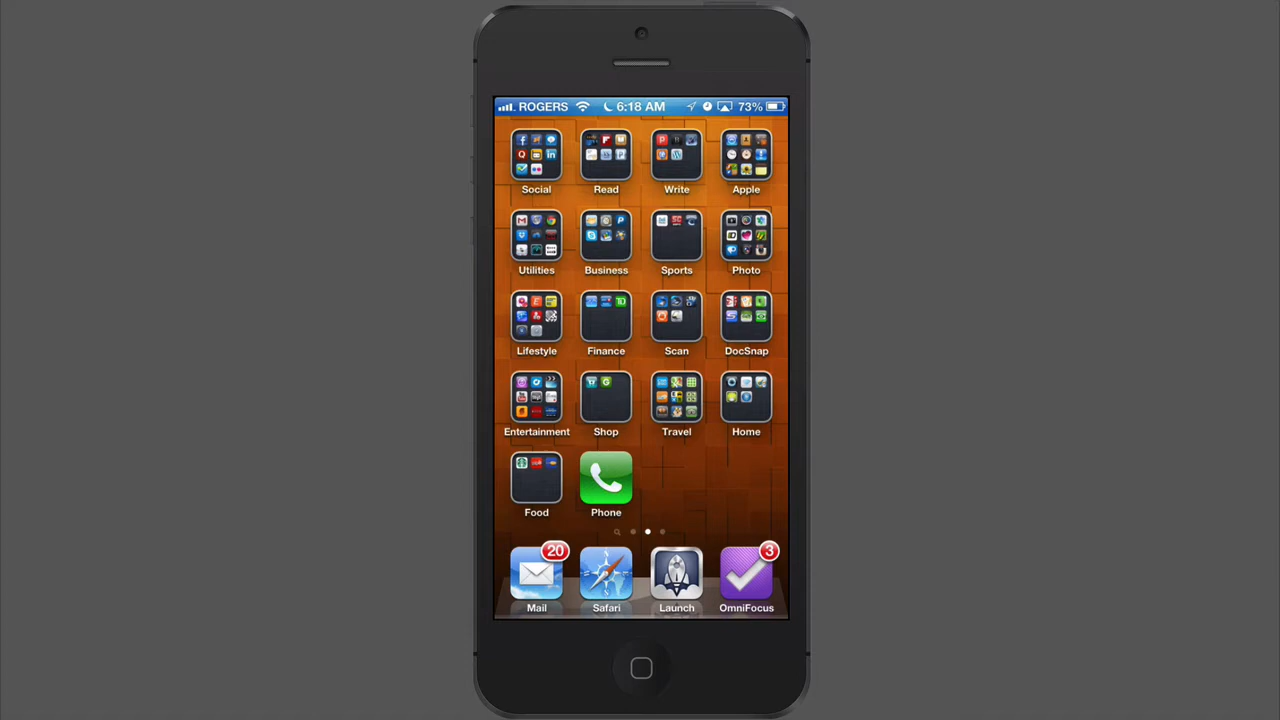 ROGERS 6:18 AM 73%
Social Read Write Apple
Utilities Business Sports Photo
Lifestyle Finance Scan DocSnap
Entertainment Shop Travel Home
Food Phone
20 3
Mail Safari Launch OmniFocus